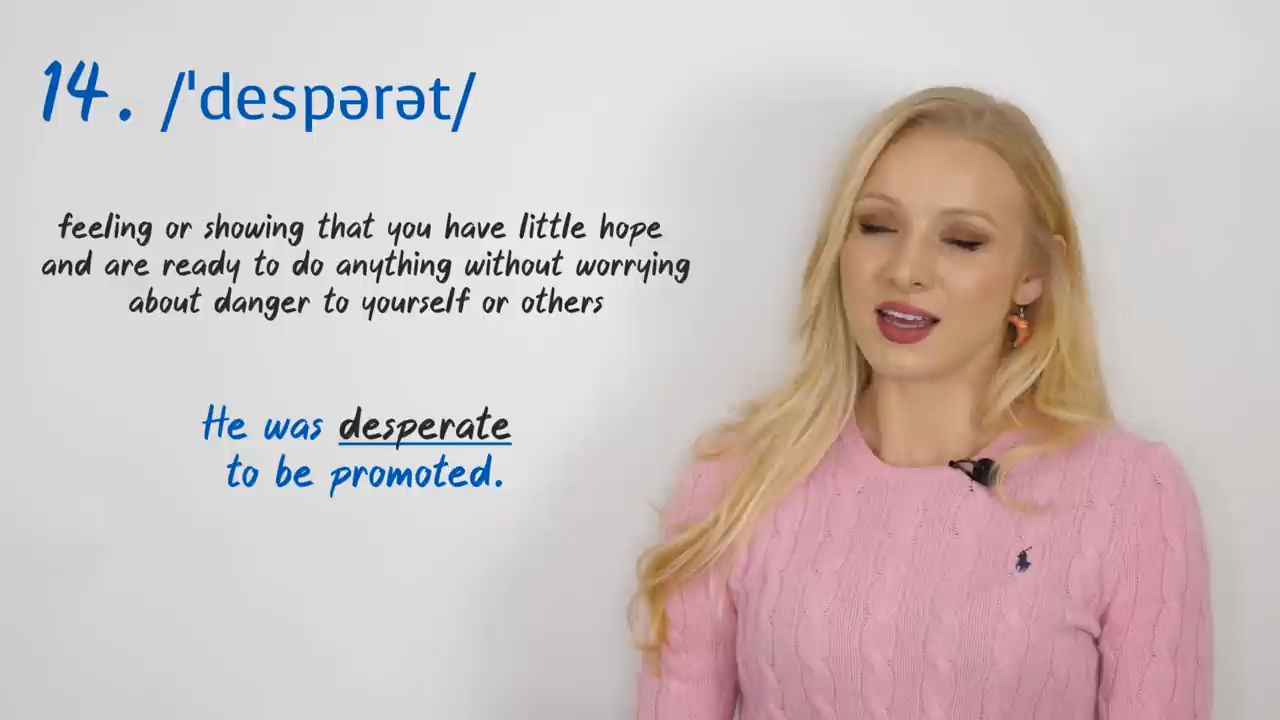 14. /ˈdespərət/
feeling or showing that you have little hope
and are ready to do anything without worrying
about danger to yourself or others
He was desperate
to be promoted.